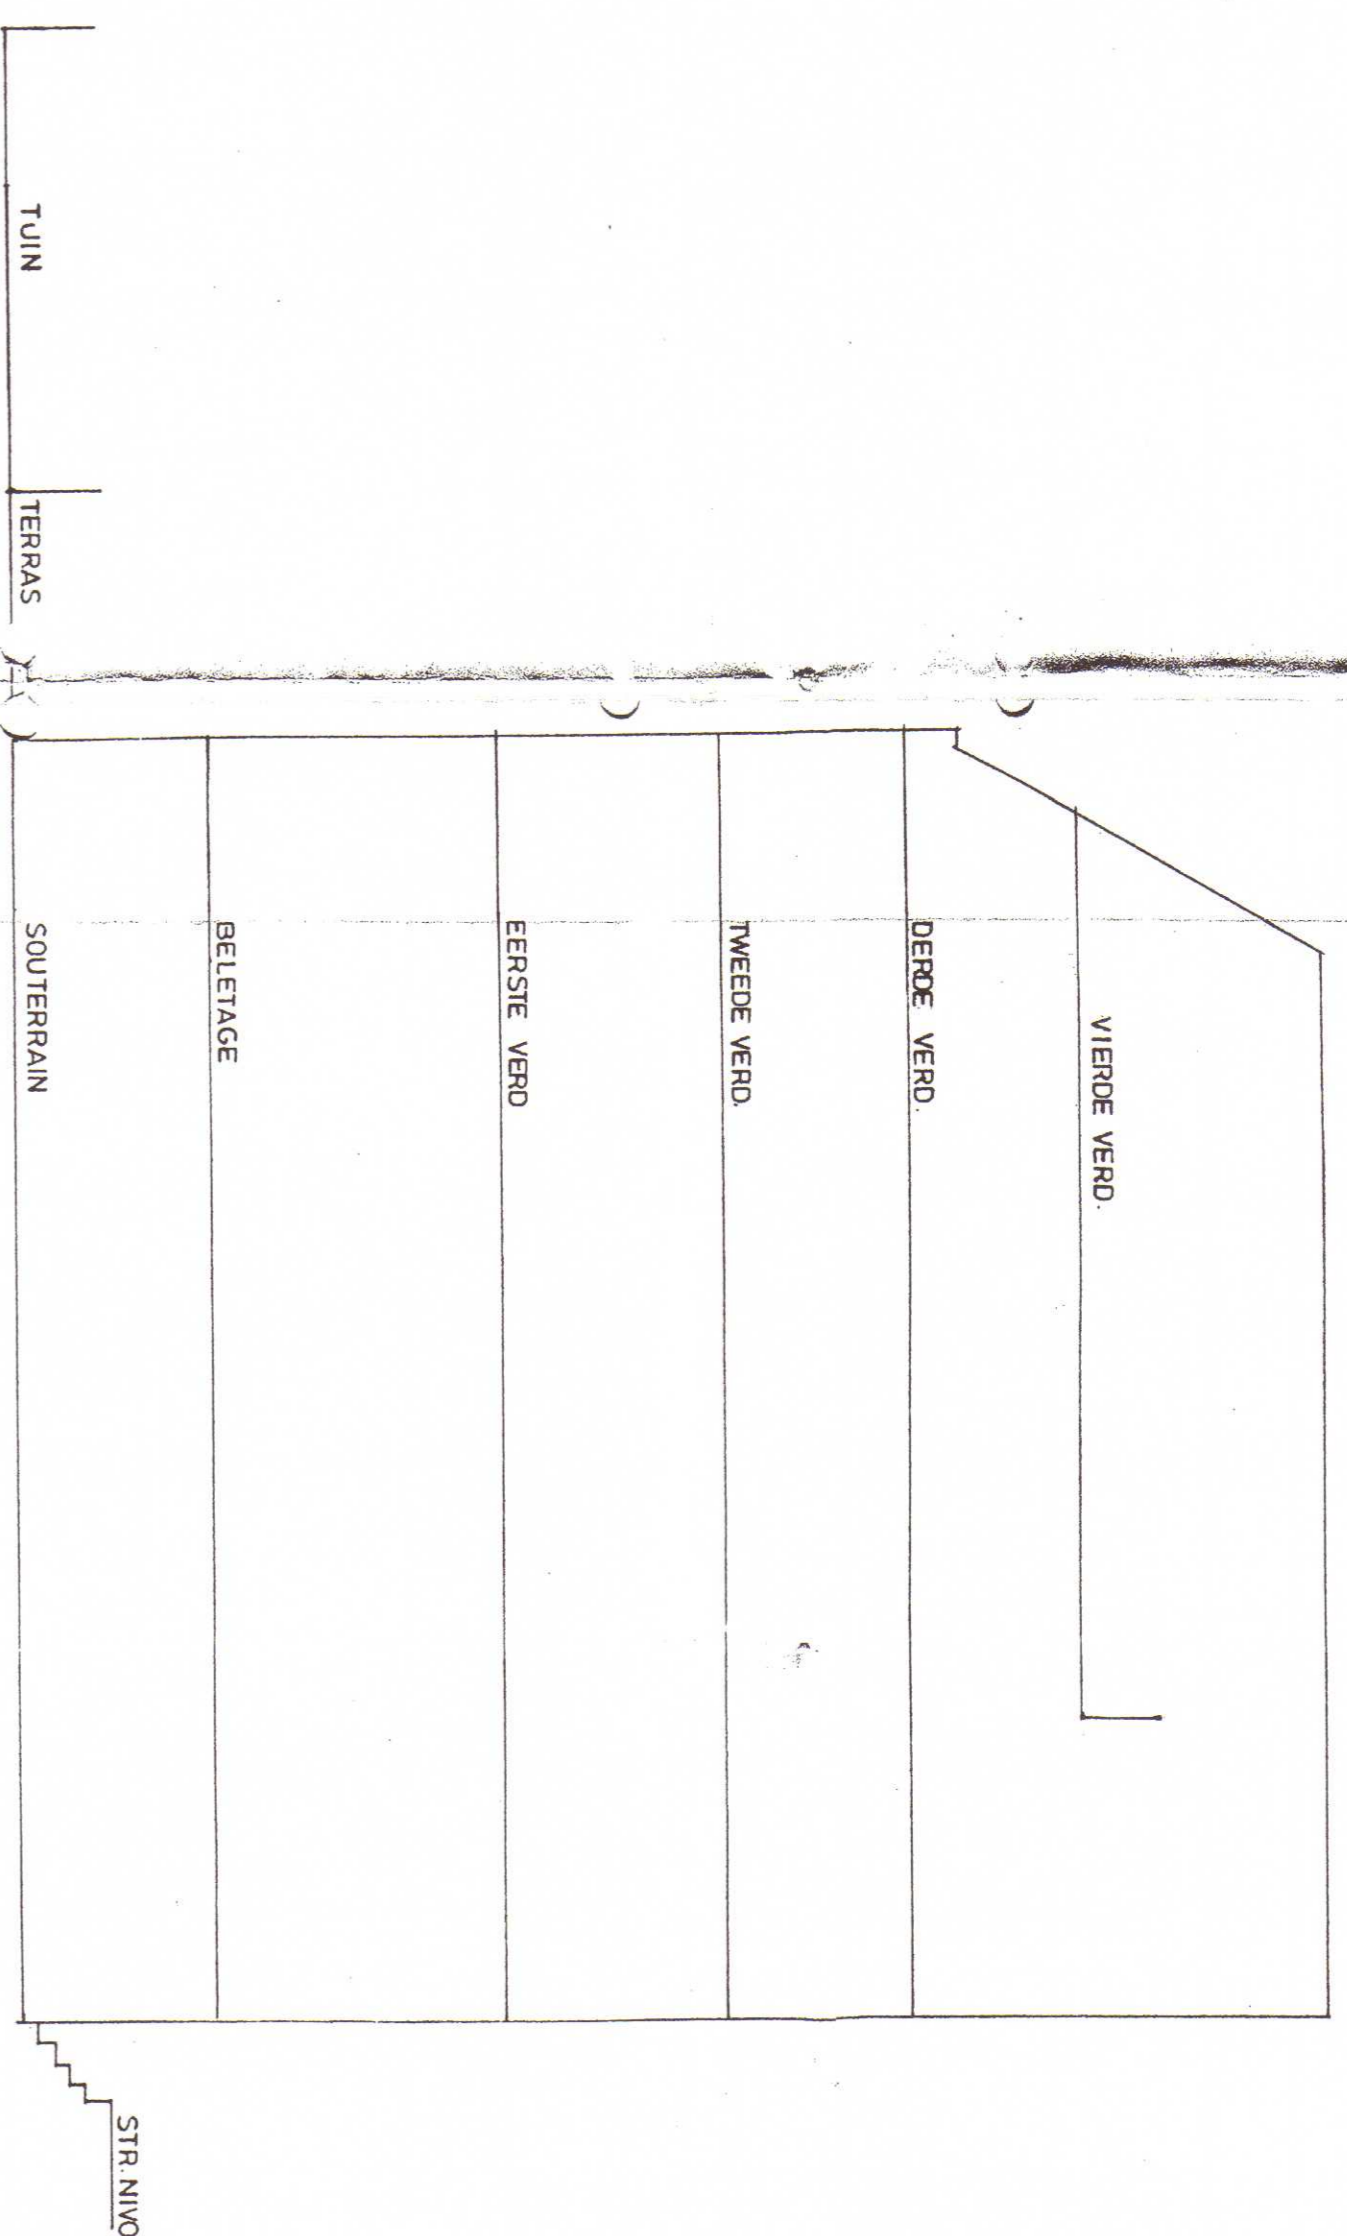 VIERDE VERD.
DERDE VERD.
TWEEDE VERD.
EERSTE VERD
BELETAGE
TUIN
TERRAS
SOUTERRAIN
STR. NIVO